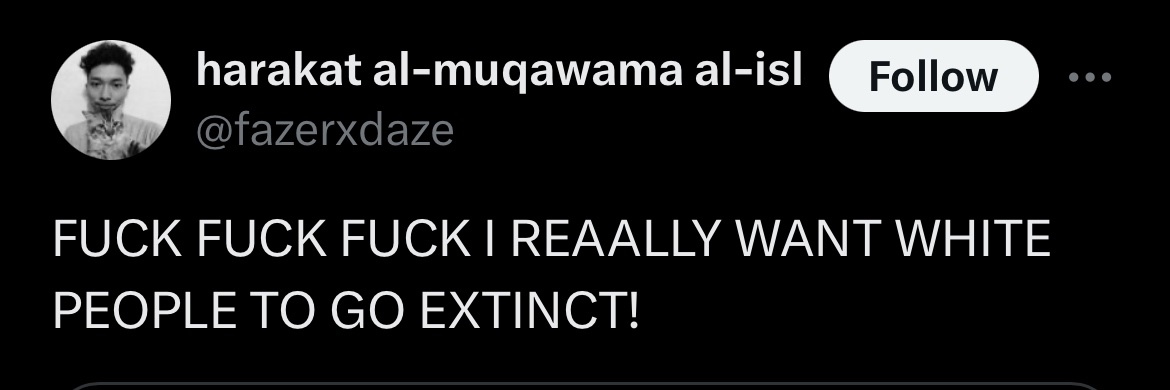 harakat al-muqawama al-isl
Follow
@fazerxdaze
FUCK FUCK FUCK I REAALLY WANT WHITE
PEOPLE TO GO EXTINCT!